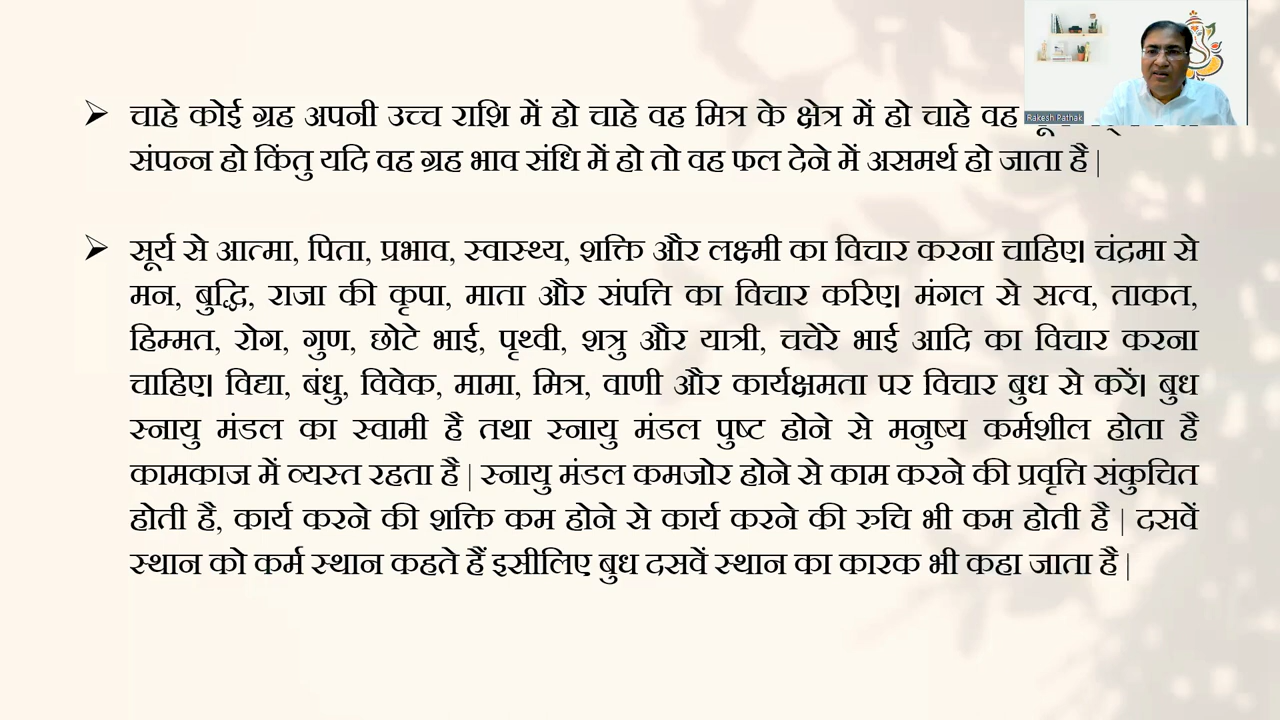 चाहे कोई ग्रह अपनी उच्च राशि में हो चाहे वह मित्र के क्षेत्र में हो चाहे वह
संपन्न हो किंतु यदि वह ग्रह भाव संधि में हो तो वह फल देने में असमर्थ हो जाता है |
सूर्य से आत्मा, पिता, प्रभाव, स्वास्थ्य, शक्ति और लक्ष्मी का विचार करना चाहिए। चंद्रमा से
मन, बुद्धि, राजा की कृपा, माता और संपत्ति का विचार करिए। मंगल से सत्व, ताकत,
हिम्मत, रोग, गुण, छोटे भाई, पृथ्वी, शत्रु और यात्री, चचेरे भाई आदि का विचार करना
चाहिए। विद्या, बंधु, विवेक, मामा, मित्र, वाणी और कार्यक्षमता पर विचार बुध से करें। बुध
स्नायु मंडल का स्वामी है तथा स्नायु मंडल पुष्ट होने से मनुष्य कर्मशील होता है
कामकाज में व्यस्त रहता है | स्नायु मंडल कमजोर होने से काम करने की प्रवृत्ति संकुचित
होती है, कार्य करने की शक्ति कम होने से कार्य करने की रुचि भी कम होती है | दसवें
स्थान को कर्म स्थान कहते हैं इसीलिए बुध दसवें स्थान का कारक भी कहा जाता है |
Rakesh Pathak